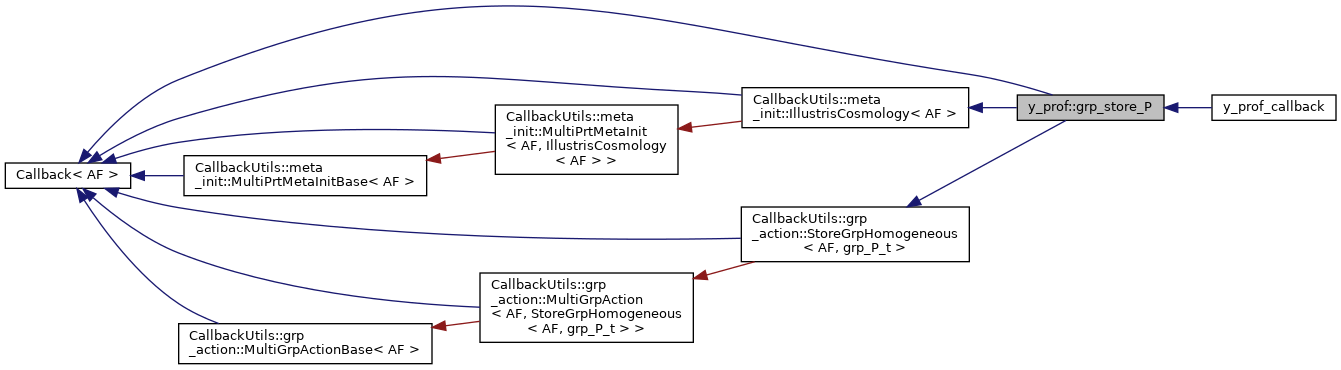 Callback< AF >
CallbackUtils::meta
_init::MultiPrtMetaInitBase< AF >
CallbackUtils::meta
_init::MultiPrtMetaInit
< AF, IllustrisCosmology
< AF > >
CallbackUtils::meta
_init::IllustrisCosmology< AF >
y_prof::grp_store_P
y_prof_callback
CallbackUtils::grp
_action::StoreGrpHomogeneous
< AF, grp_P_t >
CallbackUtils::grp
_action::MultiGrpAction
< AF, StoreGrpHomogeneous
< AF, grp_P_t > >
CallbackUtils::grp
_action::MultiGrpActionBase< AF >